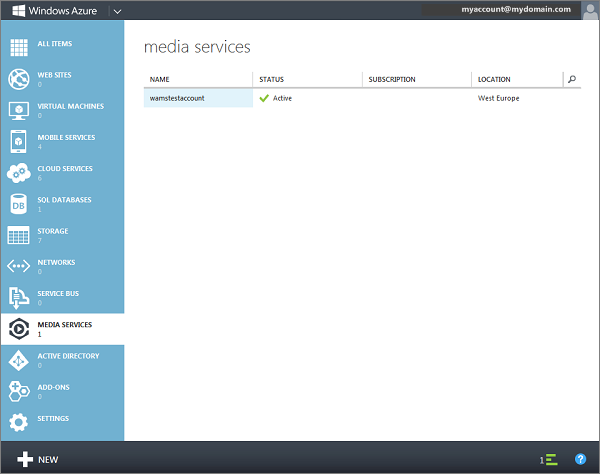 Windows Azure
myaccount@mydomain.com
ALL ITEMS
WEB SITES
0
VIRTUAL MACHINES
0
MOBILE SERVICES
4
CLOUD SERVICES
6
DB
SQL DATABASES
1
STORAGE
7
NETWORKS
0
SERVICE BUS
0
MEDIA SERVICES
1
ACTIVE DIRECTORY
0
ADD-ONS
0
SETTINGS
media services
NAME STATUS SUBSCRIPTION LOCATION
wamstestaccount Active West Europe
NEW
1
?